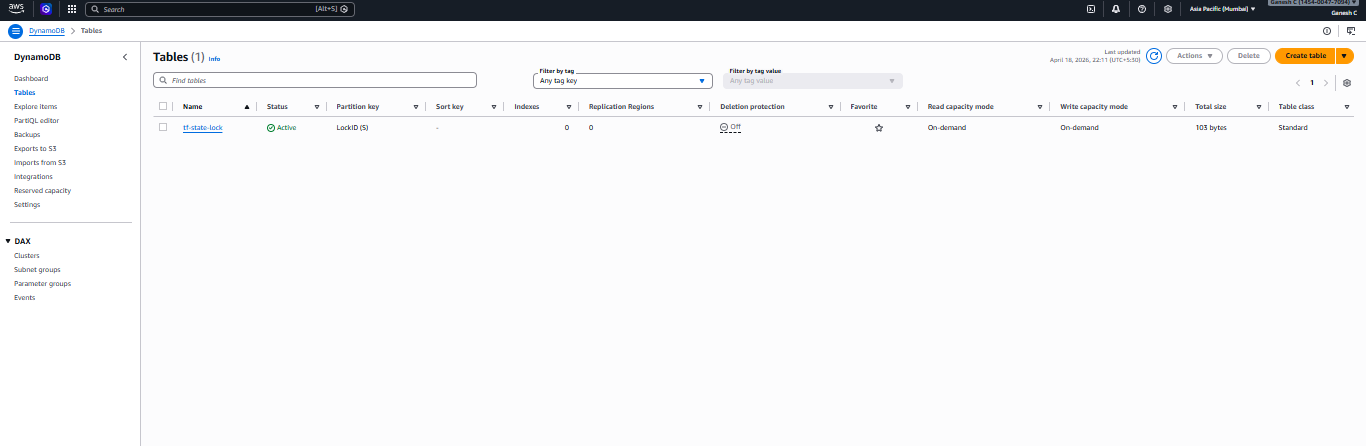 aws
Search
[Alt+S]
Asia Pacific (Mumbai)
Ganesh C (1454-0047-7094)
Ganesh C
DynamoDB
Tables
DynamoDB
Dashboard
Tables
Explore items
PartiQL editor
Backups
Exports to S3
Imports from S3
Integrations
Reserved capacity
Settings
DAX
Clusters
Subnet groups
Parameter groups
Events
Tables (1) Info
Last updated
April 18, 2026, 22:11 (UTC+5:30)
Actions
Delete
Create table
Find tables
Filter by tag
Any tag key
Filter by tag value
Any tag value
1
Name Status Partition key Sort key Indexes Replication Regions Deletion protection Favorite Read capacity mode Write capacity mode Total size Table class
tf-state-lock Active LockID (S) - 0 0 Off On-demand On-demand 103 bytes Standard